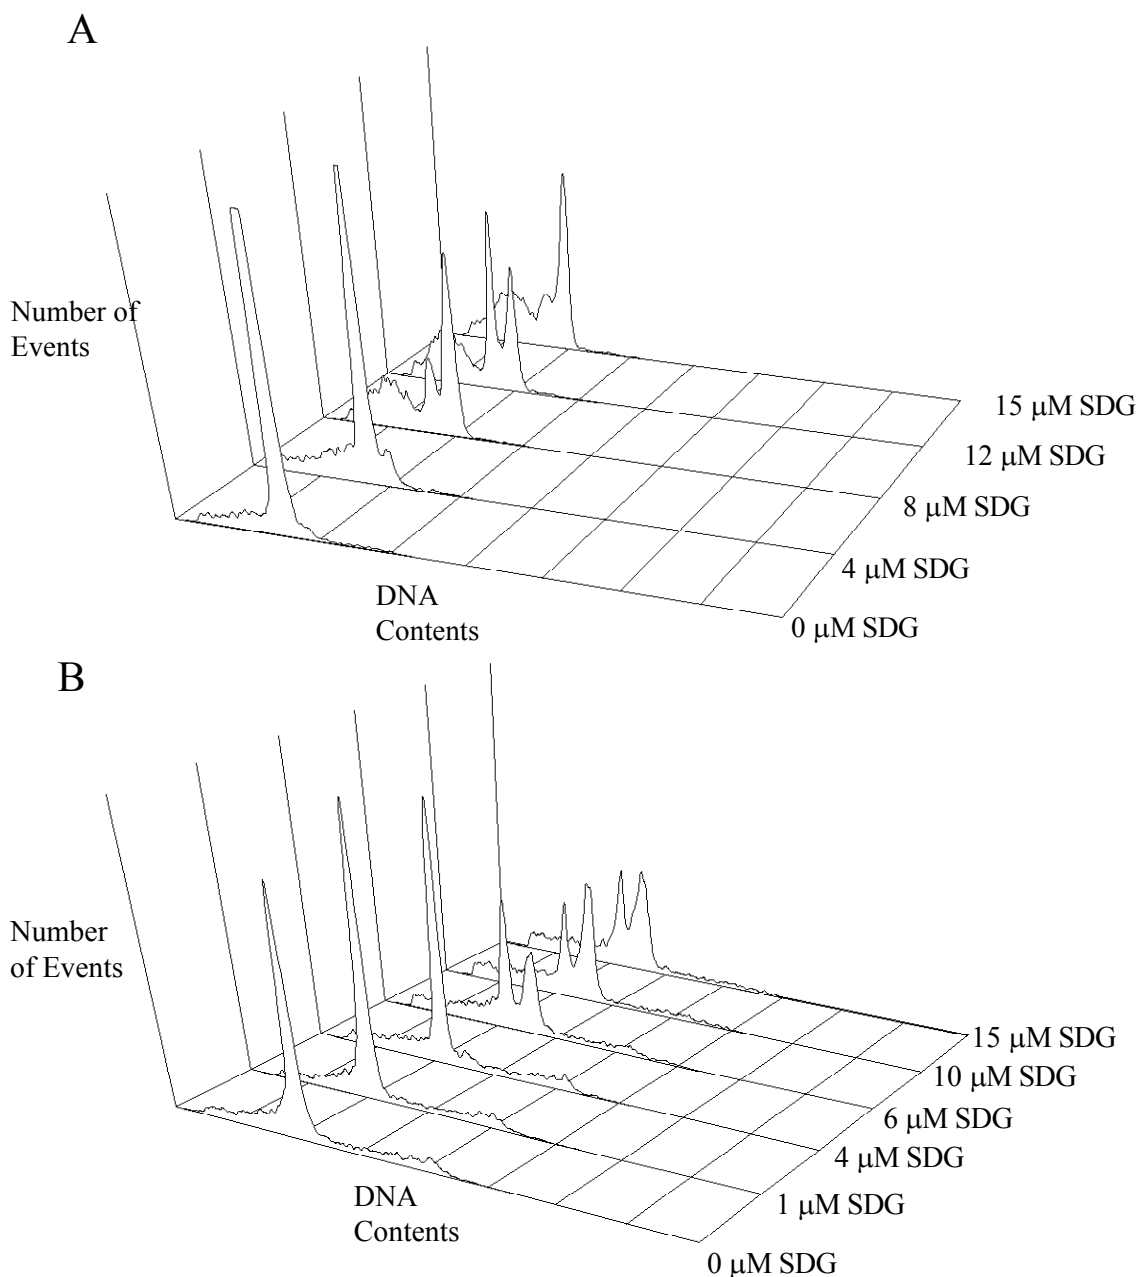 A
Number of
Events
15 μM SDG
12 μM SDG
8 μM SDG
4 μM SDG
0 μM SDG
DNA
Contents
B
Number
of Events
15 μM SDG
10 μM SDG
6 μM SDG
4 μM SDG
1 μM SDG
0 μM SDG
DNA
Contents